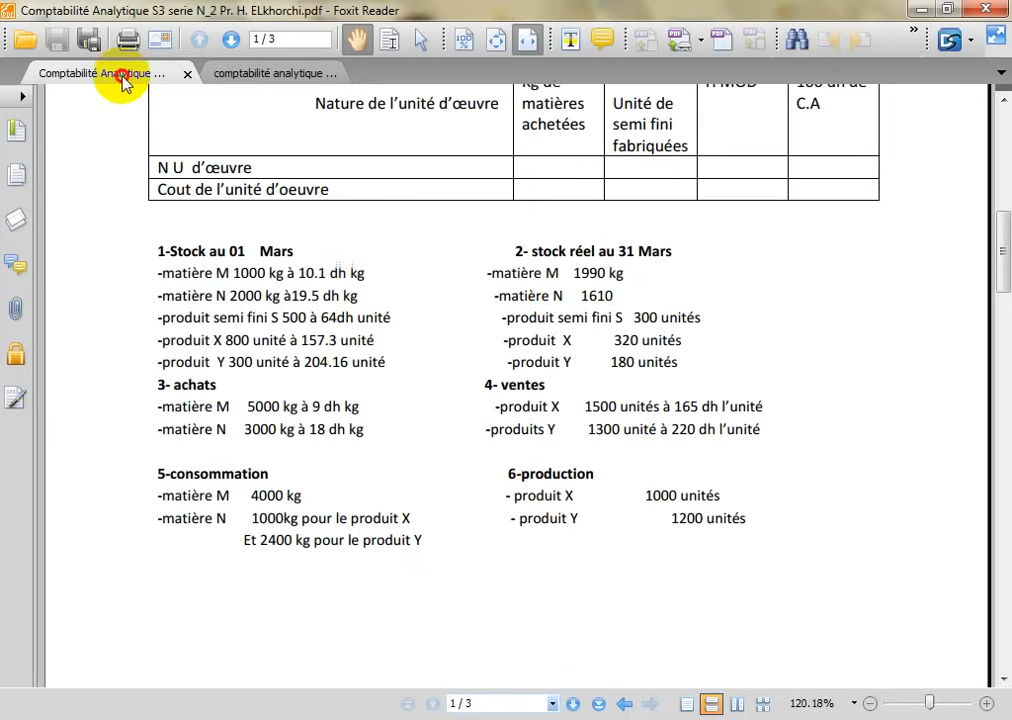 Comptabilité Analytique S3 serie N_2 Pr. H. ELkhorchi.pdf - Foxit Reader
1 / 3
Comptabilité Analytique ...
comptabilité analytique ...
Nature de l'unité d'œuvre
matières
achetées
Unité de
semi fini
fabriquées
C.A
N U d'œuvre
Cout de l'unité d'oeuvre
1-Stock au 01 Mars
-matière M 1000 kg à 10.1 dh kg
-matière N 2000 kg à19.5 dh kg
-produit semi fini S 500 à 64dh unité
-produit X 800 unité à 157.3 unité
-produit Y 300 unité à 204.16 unité
2- stock réel au 31 Mars
-matière M 1990 kg
-matière N 1610
-produit semi fini S 300 unités
-produit X 320 unités
-produit Y 180 unités
3- achats
-matière M 5000 kg à 9 dh kg
-matière N 3000 kg à 18 dh kg
4- ventes
-produit X 1500 unités à 165 dh l'unité
-produits Y 1300 unité à 220 dh l'unité
5-consommation
-matière M 4000 kg
-matière N 1000kg pour le produit X
Et 2400 kg pour le produit Y
6-production
- produit X 1000 unités
- produit Y 1200 unités
1 / 3
120.18%